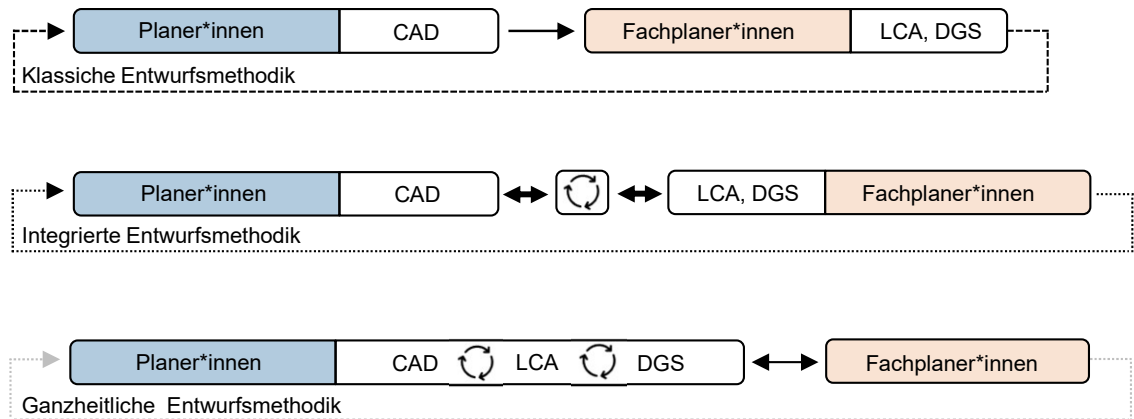 Planer*innen CAD Fachplaner*innen LCA, DGS
Klassiche Entwurfsmethodik
Planer*innen CAD LCA, DGS Fachplaner*innen
Integrierte Entwurfsmethodik
Planer*innen CAD LCA DGS Fachplaner*innen
Ganzheitliche Entwurfsmethodik